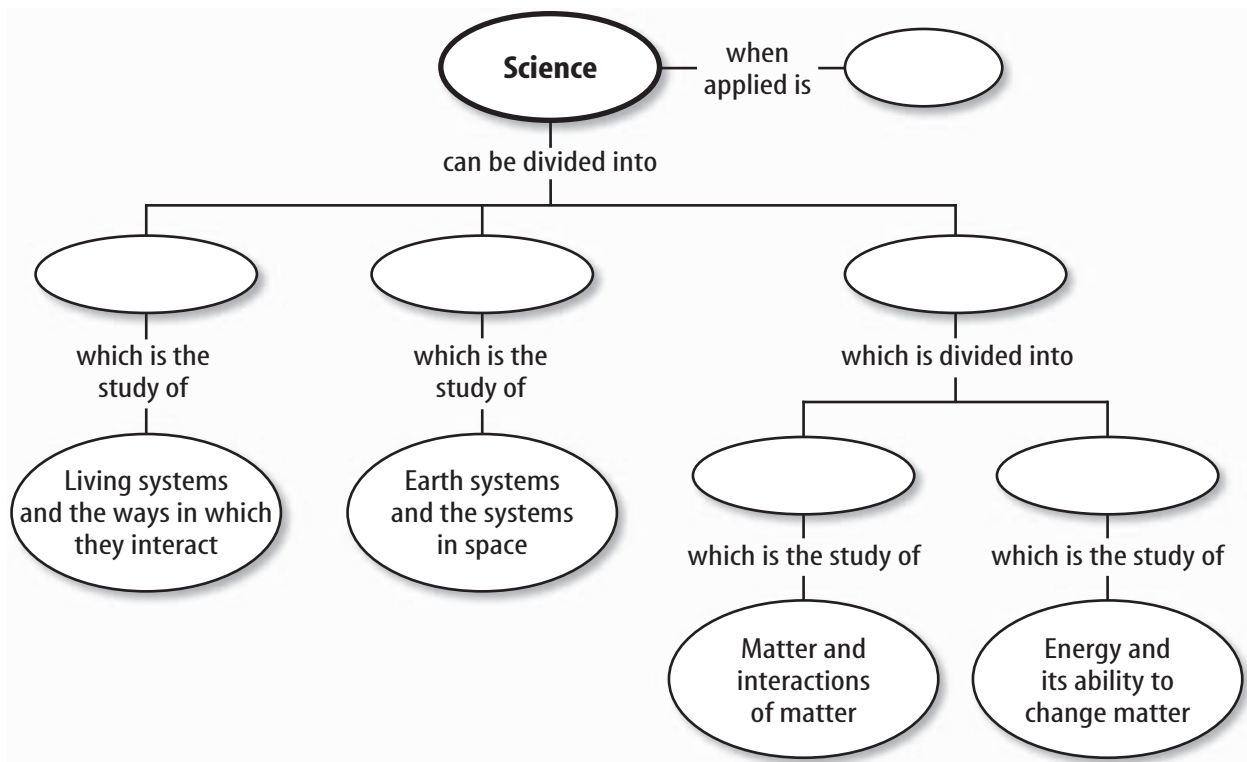 Science
when
applied is
can be divided into
which is the
study of
which is the
study of
which is divided into
Living systems
and the ways in which
they interact
Earth systems
and the systems
in space
which is the study of
which is the study of
Matter and
interactions
of matter
Energy and
its ability to
change matter